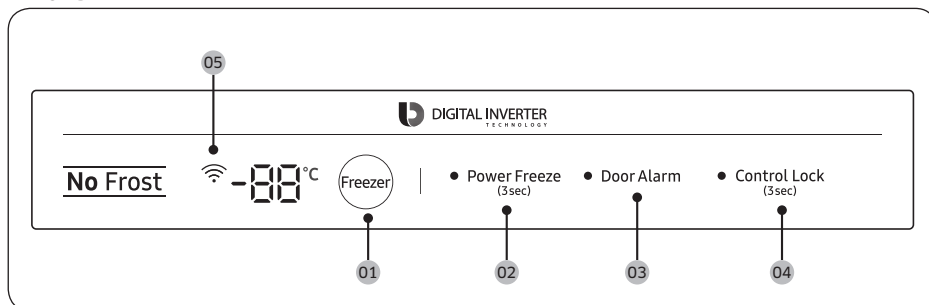 05
DIGITAL INVERTER
TECHNOLOGY
No Frost -88°C Freezer Power Freeze Door Alarm Control Lock
(3sec) (3sec)
01 02 03 04